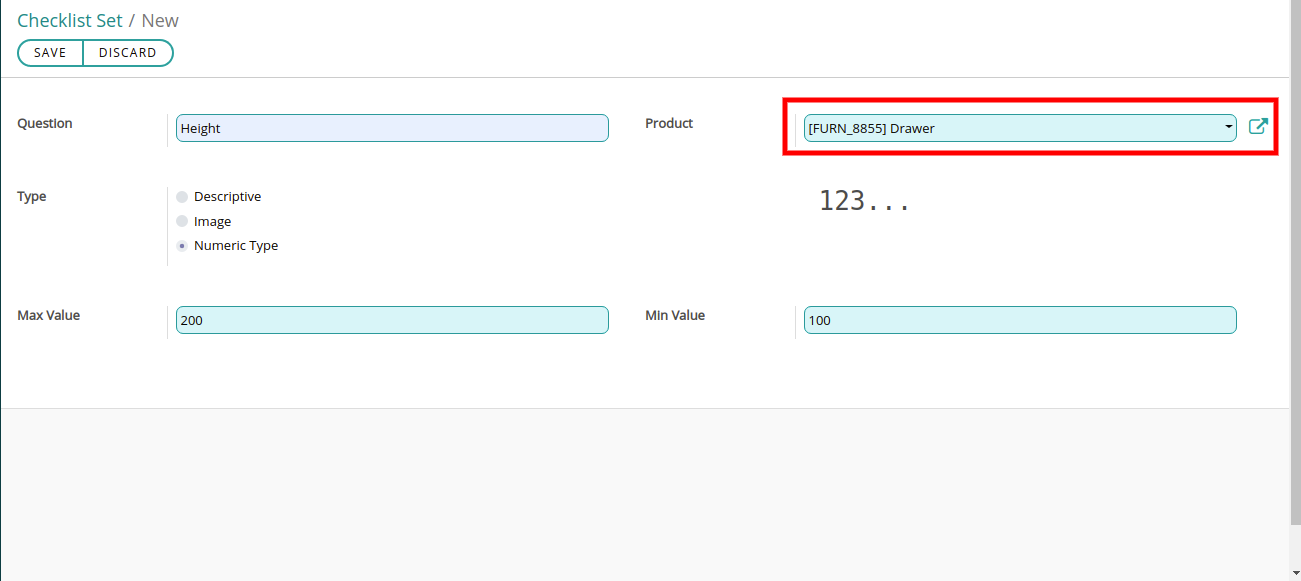 Checklist Set / New
SAVE DISCARD
Question Height Product [FURN_8855] Drawer
Type Descriptive 123...
Image
Numeric Type
Max Value 200 Min Value 100